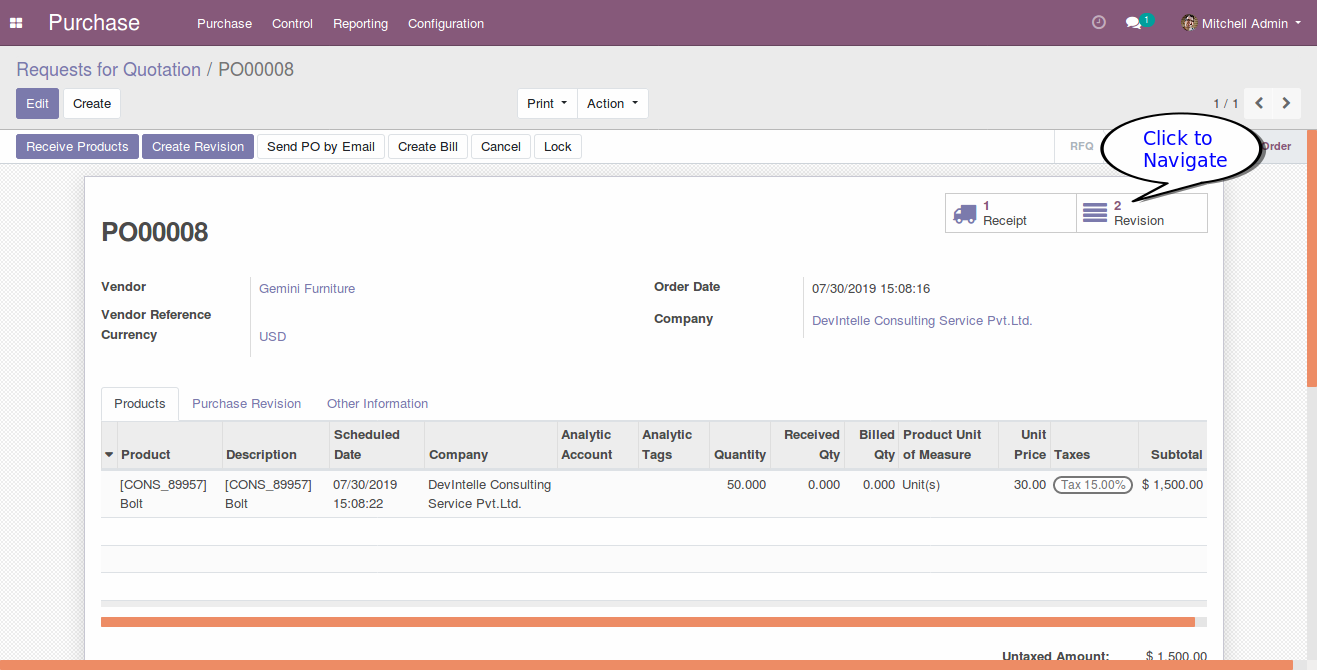 Purchase
Purchase Control Reporting Configuration
1 Mitchell Admin
Requests for Quotation / PO00008
Edit Create Print Action 1 / 1
Receive Products Create Revision Send PO by Email Create Bill Cancel Lock RFQ Order
Click to
Navigate
1
Receipt
2
Revision
PO00008
Vendor Gemini Furniture
Vendor Reference
Currency USD
Order Date 07/30/2019 15:08:16
Company DevIntelle Consulting Service Pvt.Ltd.
Products Purchase Revision Other Information
Product Description Scheduled Date Company Analytic Account Analytic Tags Quantity Received Qty Billed Qty Product Unit of Measure Unit Price Taxes Subtotal
[CONS_89957] [CONS_89957] 07/30/2019 DevIntelle Consulting 50.000 0.000 0.000 Unit(s) 30.00 Tax 15.00% $ 1,500.00
Bolt Bolt 15:08:22 Service Pvt.Ltd.
Untaxed Amount: $ 1,500.00